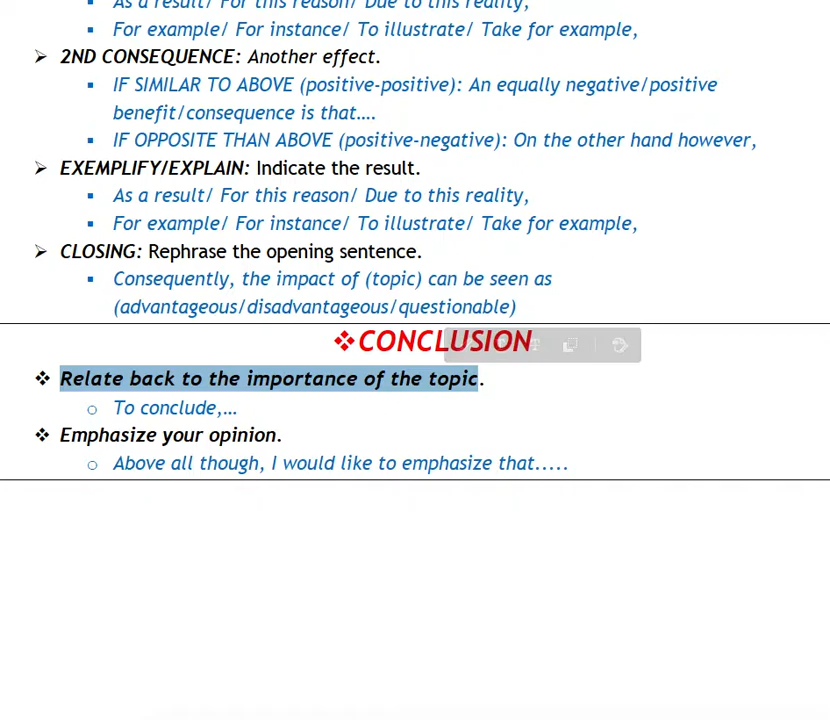 As a result/ For this reason/ Due to this reality,
For example/ For instance/ To illustrate/ Take for example,
2ND CONSEQUENCE: Another effect.
IF SIMILAR TO ABOVE (positive-positive): An equally negative/positive
benefit/consequence is that….
IF OPPOSITE THAN ABOVE (positive-negative): On the other hand however,
EXEMPLIFY/EXPLAIN: Indicate the result.
As a result/ For this reason/ Due to this reality,
For example/ For instance/ To illustrate/ Take for example,
CLOSING: Rephrase the opening sentence.
Consequently, the impact of (topic) can be seen as
(advantageous/disadvantageous/questionable)
CONCLUSION
Relate back to the importance of the topic.
To conclude,…
Emphasize your opinion.
Above all though, I would like to emphasize that.....